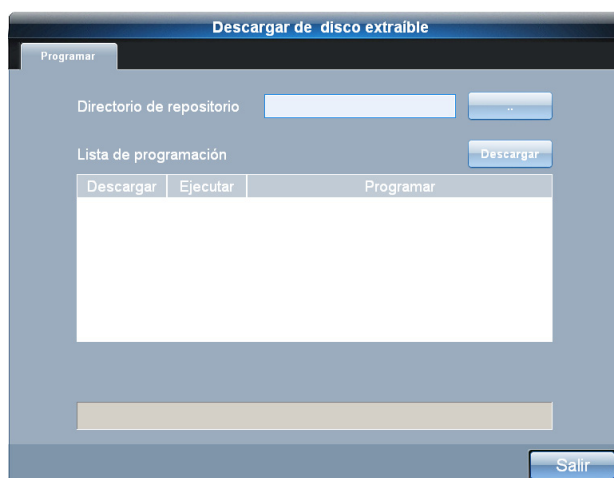 Descargar de disco extraíble
Programar
Directorio de repositorio ..
Lista de programación Descargar
Descargar Ejecutar Programar
Salir